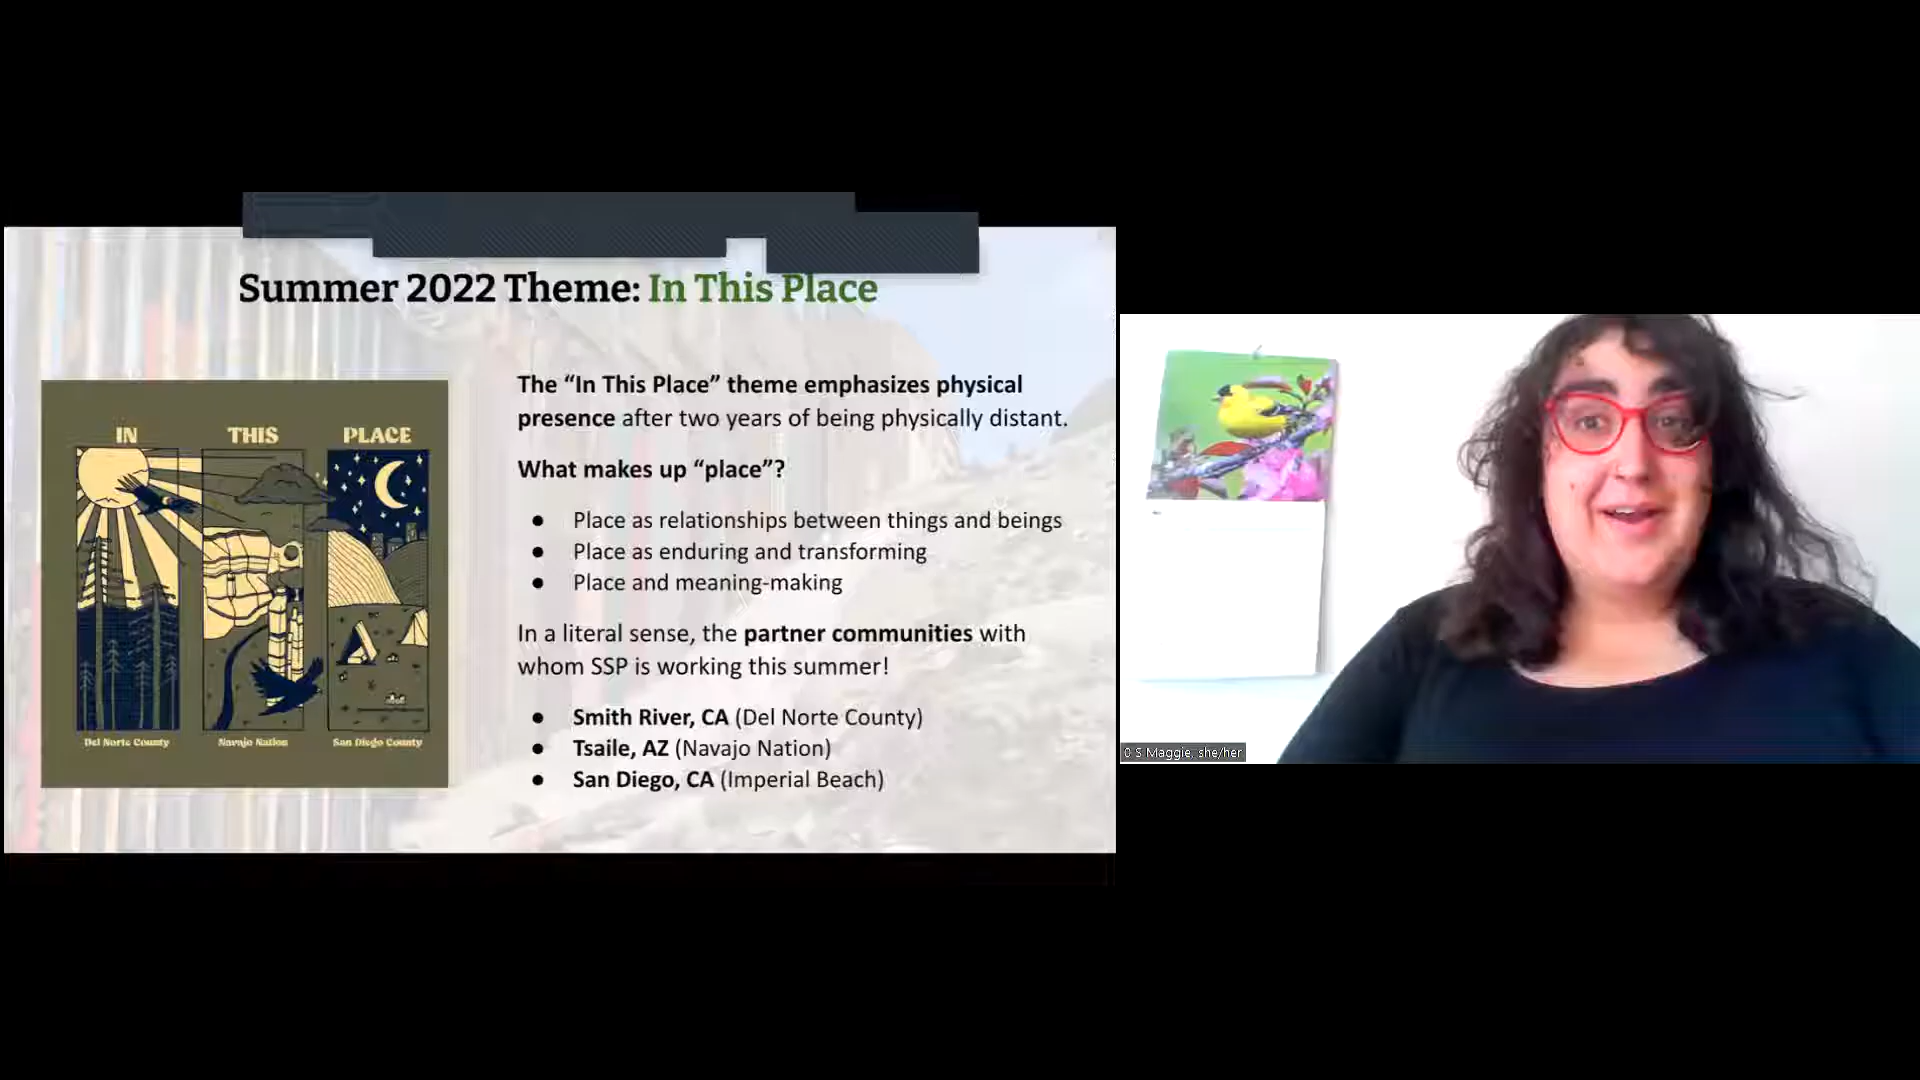 Summer 2022 Theme: In This Place
IN THIS PLACE
Del Norte County Navajo Nation San Diego County
The “In This Place” theme emphasizes physical
presence after two years of being physically distant.
What makes up “place”?
● Place as relationships between things and beings
● Place as enduring and transforming
● Place and meaning-making
In a literal sense, the partner communities with
whom SSP is working this summer!
● Smith River, CA (Del Norte County)
● Tsaile, AZ (Navajo Nation)
● San Diego, CA (Imperial Beach)
0 S Maggie, she/her